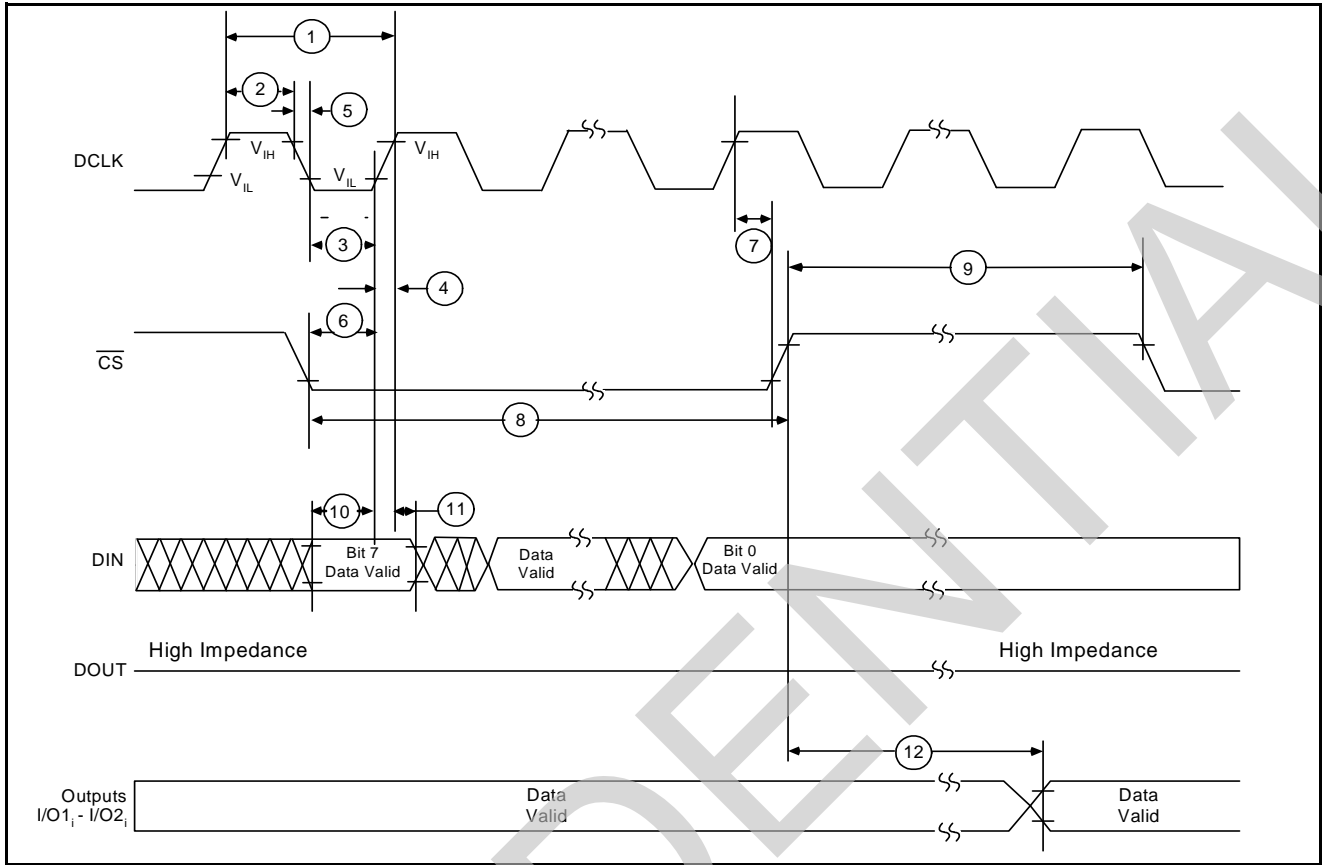 1
2
5
DCLK
V_IH
V_IL
V_IL
V_IH
3
7
4
9
6
CS
8
10
11
DIN
Bit 7
Data Valid
Data
Valid
Bit 0
Data Valid
High Impedance
High Impedance
DOUT
12
Outputs
I/O1_i - I/O2_i
Data
Valid
Data
Valid
DENTIAL